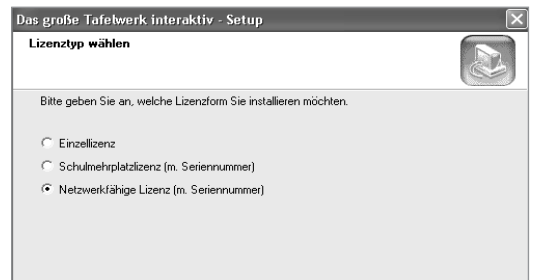 Das große Tafelwerk interaktiv - Setup
Lizenztyp wählen
Bitte geben Sie an, welche Lizenzform Sie installieren möchten.
Einzellizenz
Schulmehrplatzlizenz (m. Seriennummer)
Netzwerkfähige Lizenz (m. Seriennummer)